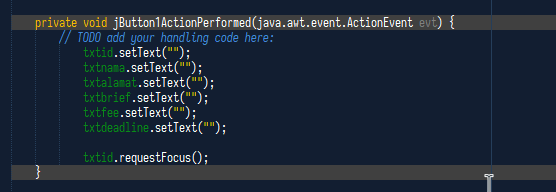 private void jButton1ActionPerformed(java.awt.event.ActionEvent evt) {
// TODO add your handling code here:
txtid.setText("");
txtnama.setText("");
txtalamat.setText("");
txtbrief.setText("");
txtfee.setText("");
txtdeadline.setText("");
txtid.requestFocus();
}